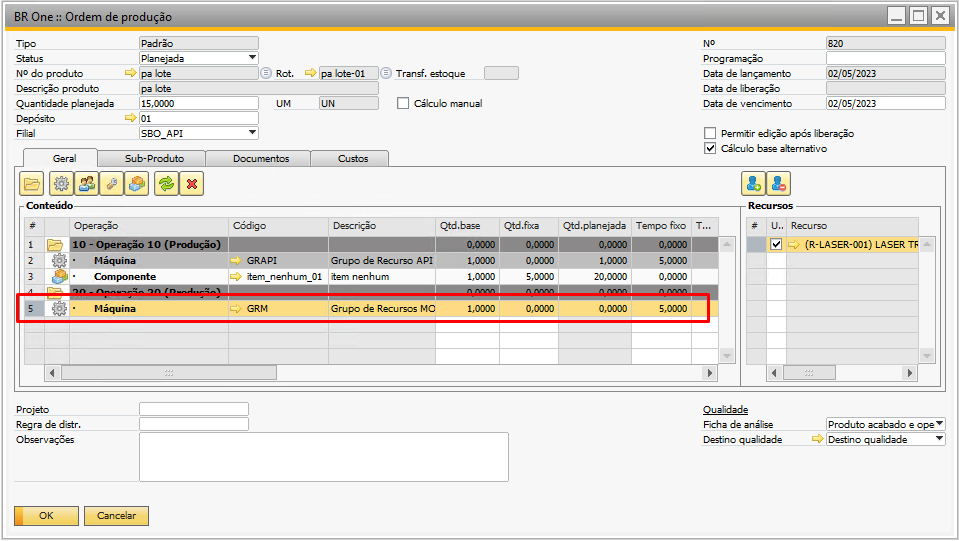 BR One :: Ordem de produção
Tipo Padrão Nº 820
Status Planejada Programação
Nº do produto pa lote Rot. pa lote-01 Transf. estoque Data de lançamento 02/05/2023
Descrição produto pa lote Data de liberação
Quantidade planejada 15,0000 UM UN Cálculo manual Data de vencimento 02/05/2023
Depósito 01
Filial SBO_API Permitir edição após liberação
Cálculo base alternativo
Geral Sub-Produto Documentos Custos
Conteúdo Recursos
# Operação Código Descrição Qtd.base Qtd.fixa Qtd.planejada Tempo fixo T... # U.. Recurso
1 10 - Operação 10 (Produção) 0,0000 0,0000 0,0000 0,0000 (R-LASER-001) LASER TR
2 Máquina GRAPI Grupo de Recurso API 1,0000 0,0000 1,0000 5,0000
3 Componente item_nenhum_01 item nenhum 1,0000 5,0000 20,0000 0,0000
4 20 - Operação 20 (Produção) 0,0000 0,0000 0,0000 0,0000
5 Máquina GRM Grupo de Recursos MO 1,0000 0,0000 0,0000 5,0000
Projeto Qualidade
Regra de distr. Ficha de análise Produto acabado e ope
Observações Destino qualidade Destino qualidade
OK Cancelar